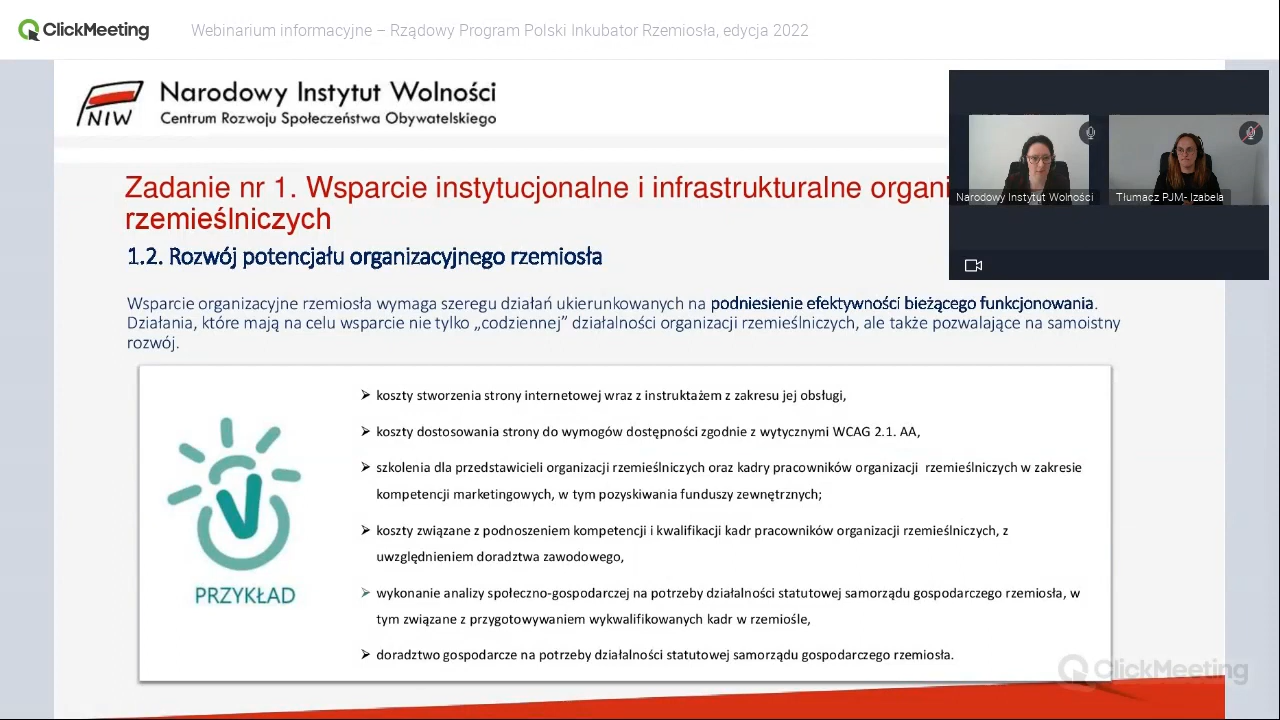 ClickMeeting
Webinarium informacyjne – Rządowy Program Polski Inkubator Rzemiosła, edycja 2022
NIW
Narodowy Instytut Wolności
Centrum Rozwoju Społeczeństwa Obywatelskiego
Narodowy Instytut Wolności
Tłumacz PJM- Izabela
Zadanie nr 1. Wsparcie instytucjonalne i infrastrukturalne organi
rzemieślniczych
1.2. Rozwój potencjału organizacyjnego rzemiosła
Wsparcie organizacyjne rzemiosła wymaga szeregu działań ukierunkowanych na podniesienie efektywności bieżącego funkcjonowania.
Działania, które mają na celu wsparcie nie tylko „codziennej” działalności organizacji rzemieślniczych, ale także pozwalające na samoistny
rozwój.
PRZYKŁAD
➢ koszty stworzenia strony internetowej wraz z instruktażem z zakresu jej obsługi,
➢ koszty dostosowania strony do wymogów dostępności zgodnie z wytycznymi WCAG 2.1. AA,
➢ szkolenia dla przedstawicieli organizacji rzemieślniczych oraz kadry pracowników organizacji rzemieślniczych w zakresie
kompetencji marketingowych, w tym pozyskiwania funduszy zewnętrznych;
➢ koszty związane z podnoszeniem kompetencji i kwalifikacji kadr pracowników organizacji rzemieślniczych, z
uwzględnieniem doradztwa zawodowego,
➢ wykonanie analizy społeczno-gospodarczej na potrzeby działalności statutowej samorządu gospodarczego rzemiosła, w
tym związane z przygotowywaniem wykwalifikowanych kadr w rzemiośle,
➢ doradztwo gospodarcze na potrzeby działalności statutowej samorządu gospodarczego rzemiosła.
ClickMeeting